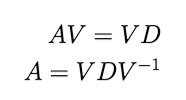 AV = VD
A = VDV⁻¹